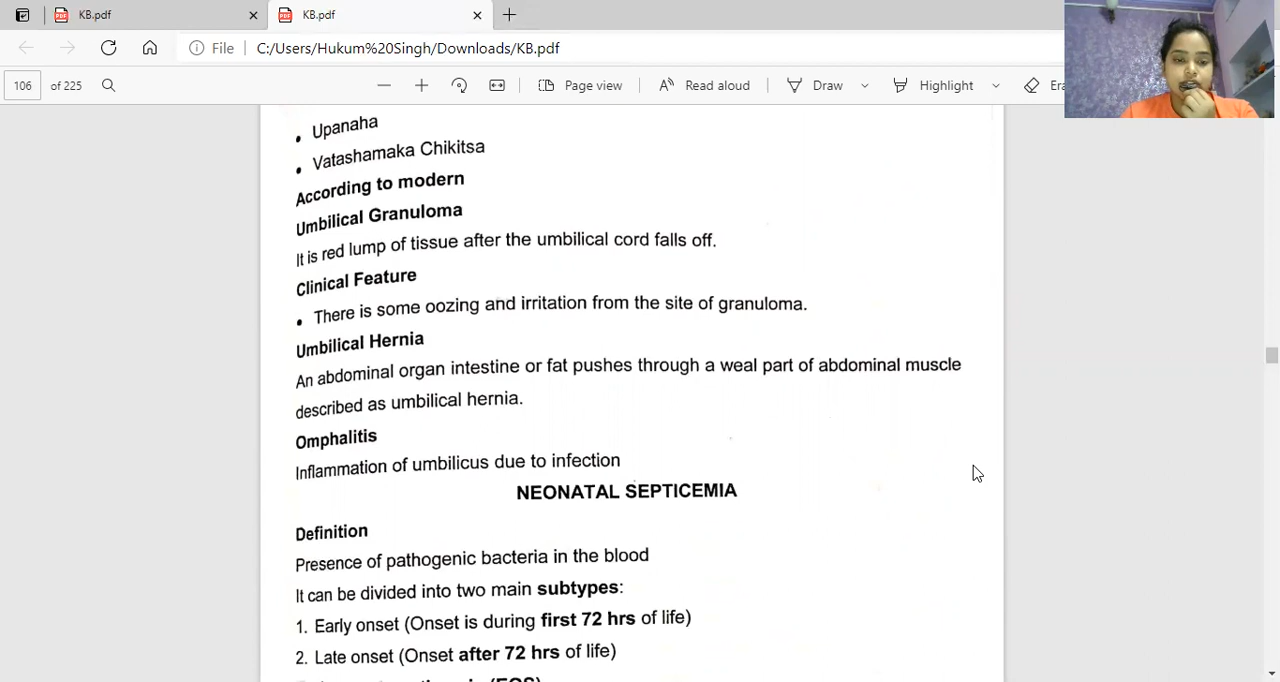 KB.pdf
KB.pdf
File C:/Users/Hukum%20Singh/Downloads/KB.pdf
106 of 225 Page view Read aloud Draw Highlight
• Upanaha
• Vatashamaka Chikitsa
According to modern
Umbilical Granuloma
It is red lump of tissue after the umbilical cord falls off.
Clinical Feature
• There is some oozing and irritation from the site of granuloma.
Umbilical Hernia
An abdominal organ intestine or fat pushes through a weal part of abdominal muscle
described as umbilical hernia.
Omphalitis
Inflammation of umbilicus due to infection
NEONATAL SEPTICEMIA
Definition
Presence of pathogenic bacteria in the blood
It can be divided into two main subtypes:
1. Early onset (Onset is during first 72 hrs of life)
2. Late onset (Onset after 72 hrs of life)